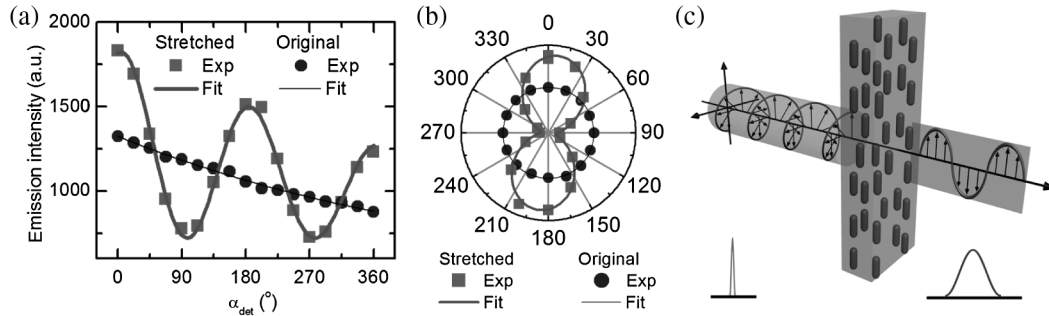 (a)
2000
1500
1000
Emission intensity (a.u.)
Stretched Original
Exp Exp
Fit Fit
0 90 180 270 360
α_det (°)
(b)
0
330 30
300 60
270 90
240 120
210 150
180
Stretched Original
Exp Exp
Fit Fit
(c)